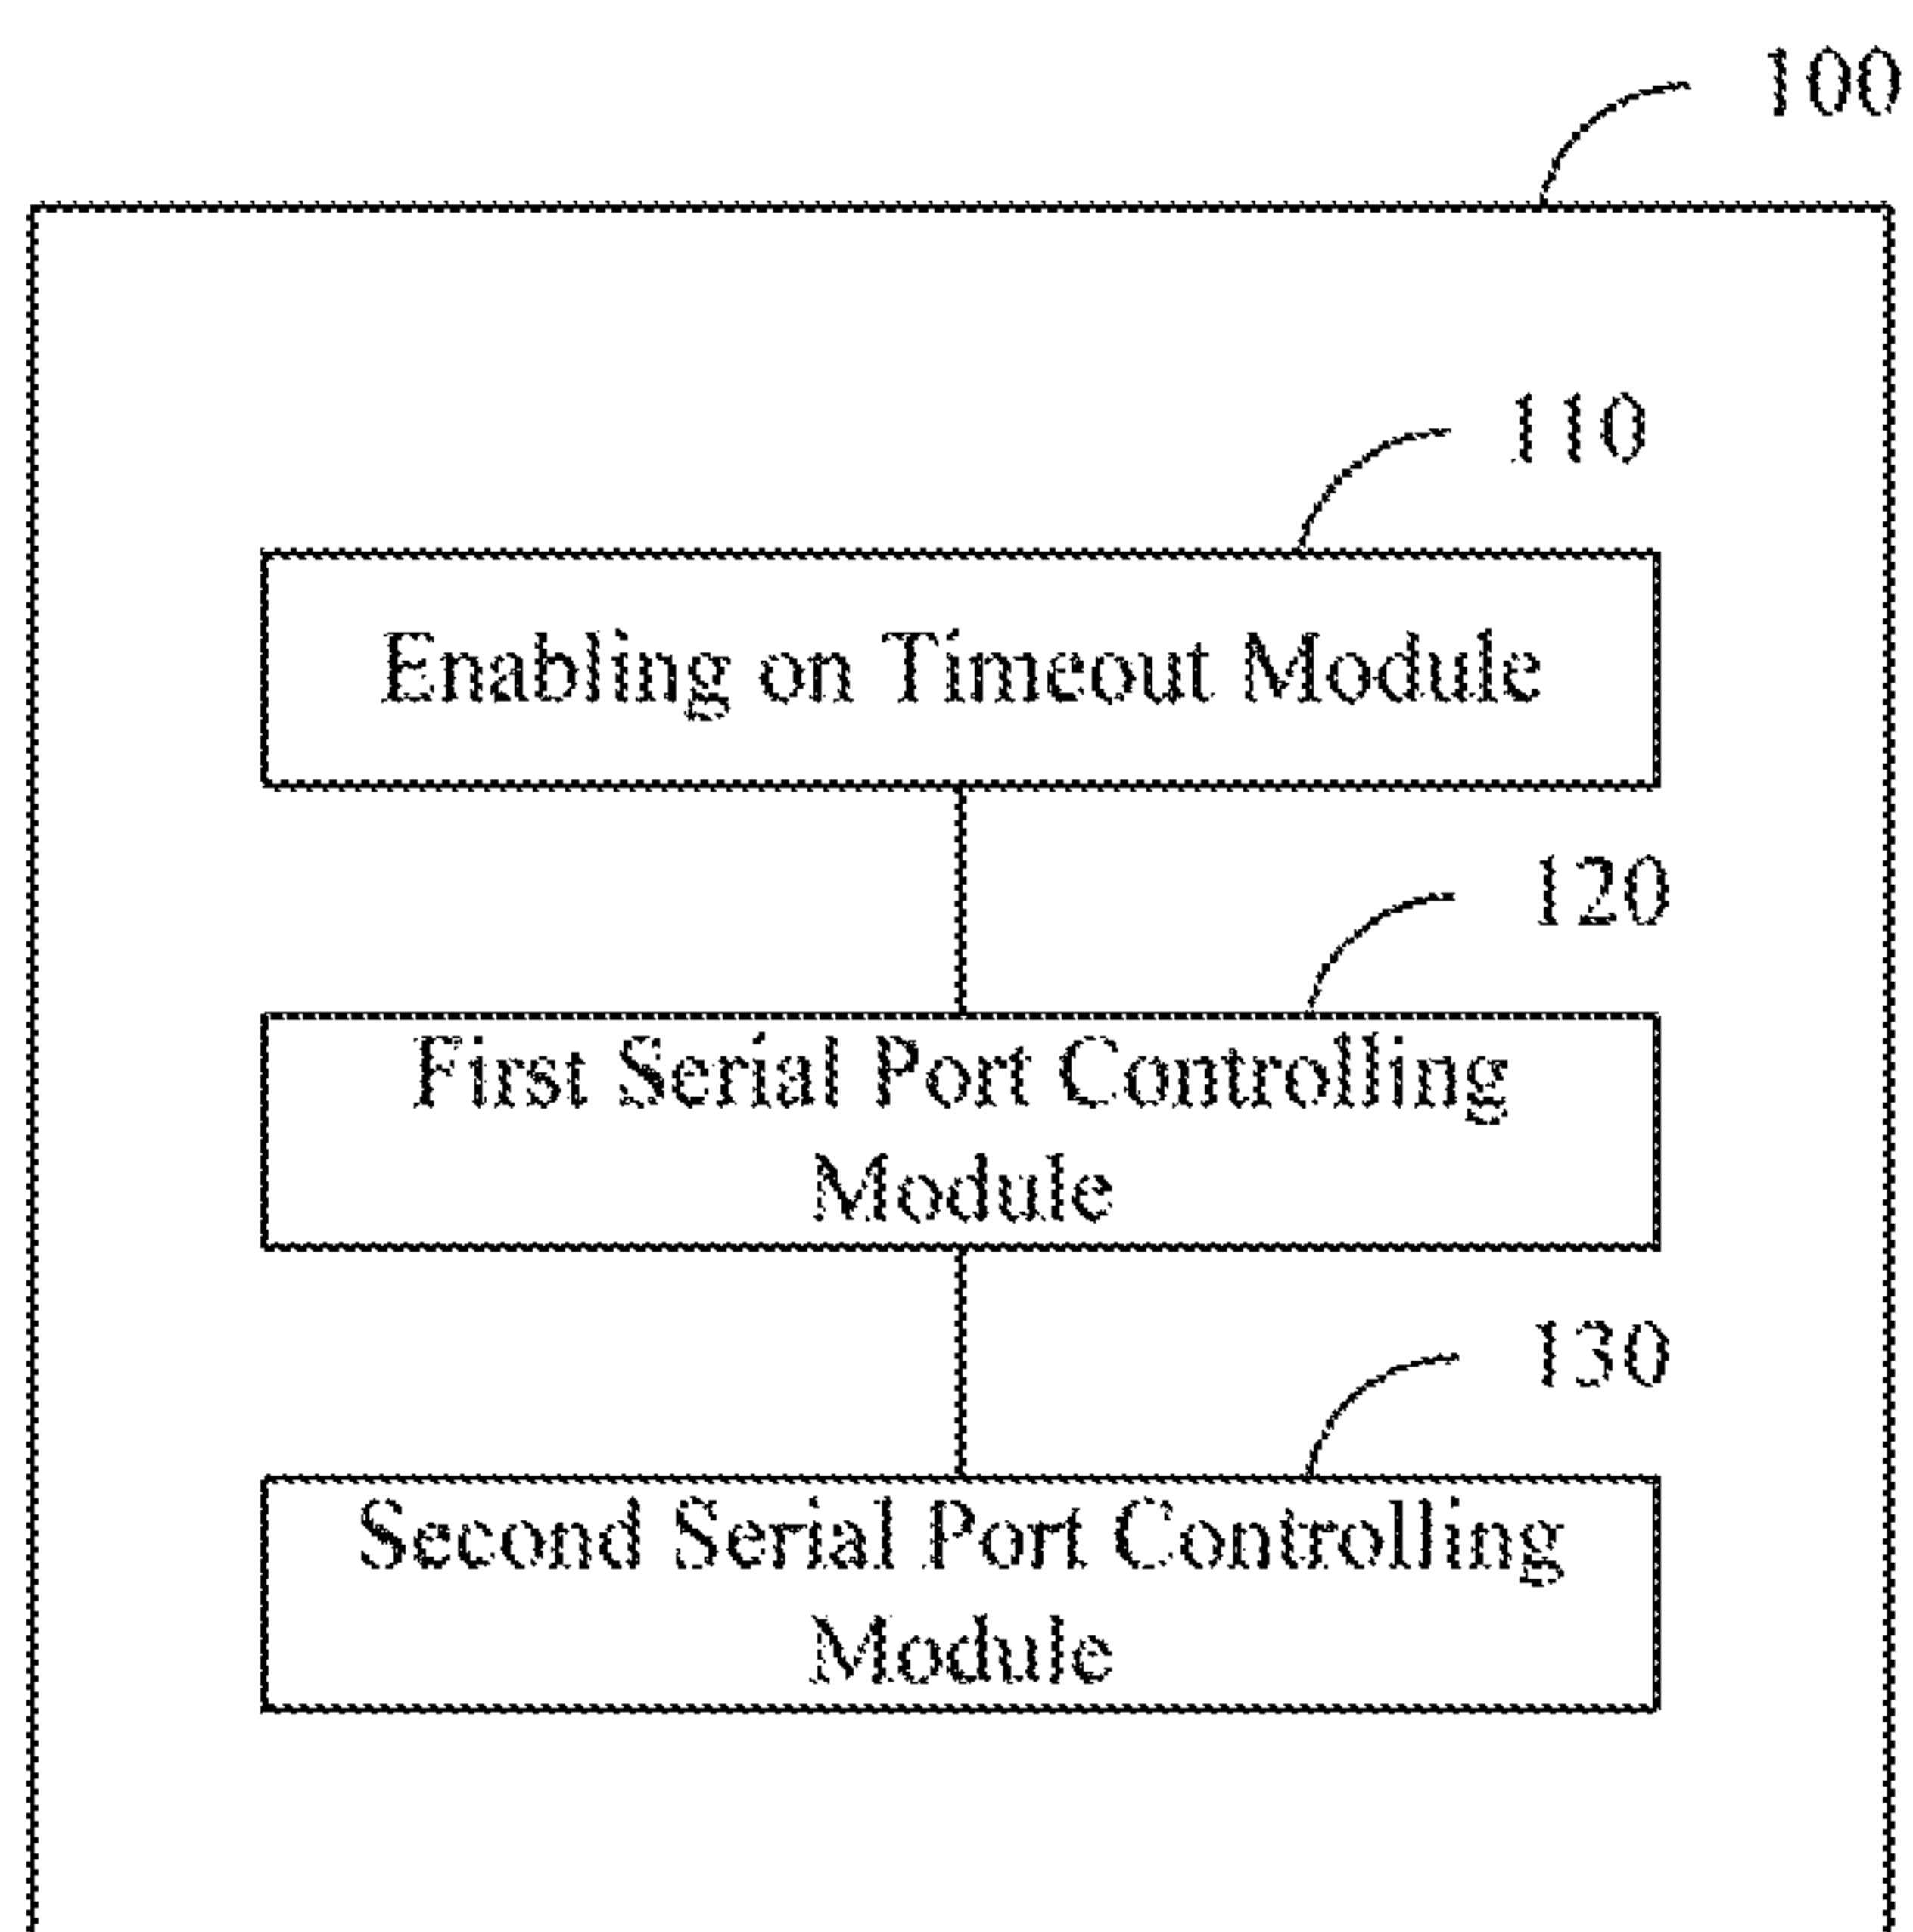 100
110
Enabling on Timeout Module
120
First Serial Port Controlling
Module
130
Second Serial Port Controlling
Module